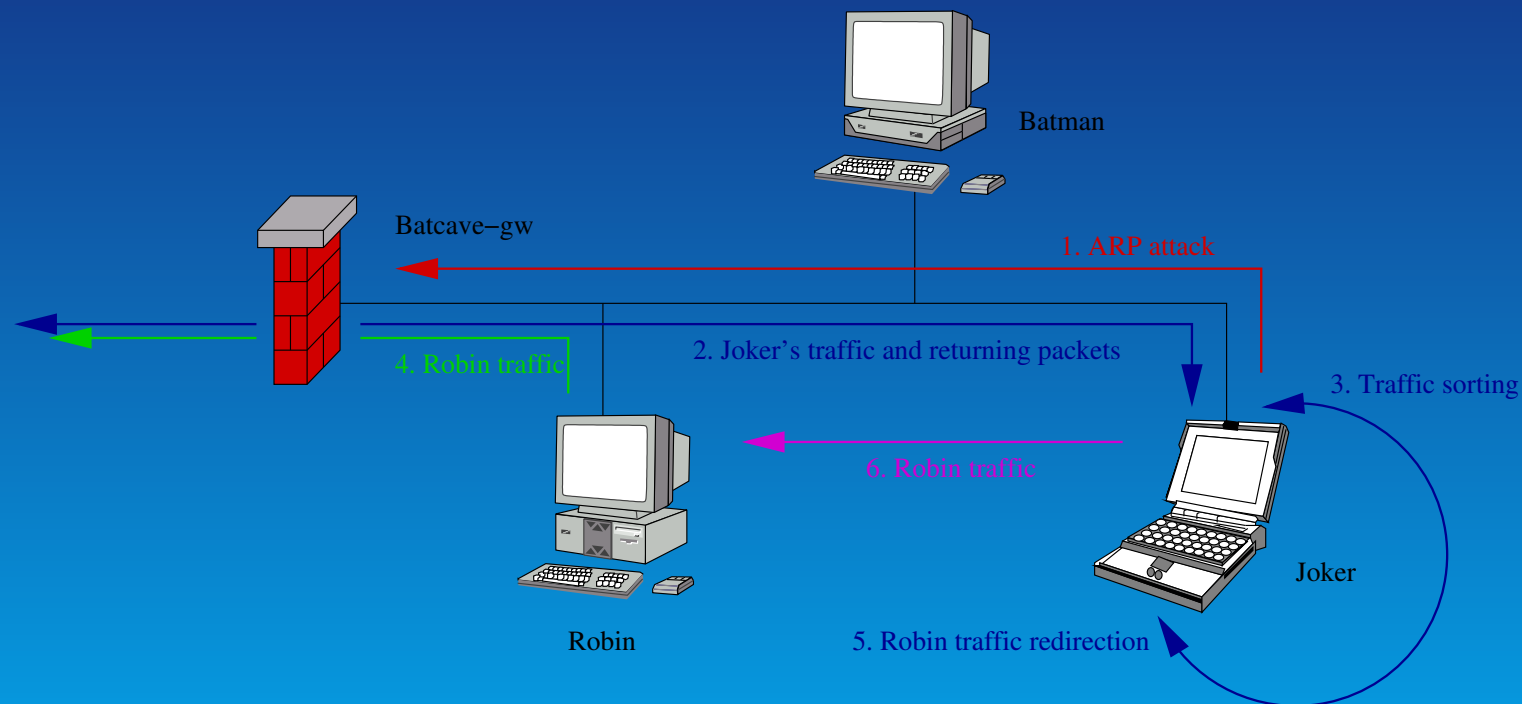 Batman
Batcave−gw
1. ARP attack
2. Joker's traffic and returning packets
4. Robin traffic
3. Traffic sorting
6. Robin traffic
Joker
Robin
5. Robin traffic redirection